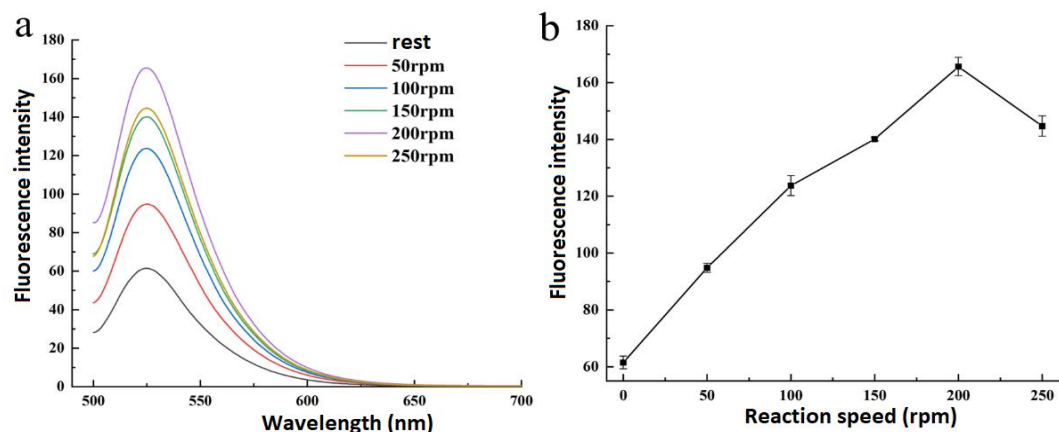 a
180
160
140
120
100
80
60
40
20
0
Fluorescence intensity
500
550
600
650
700
Wavelength (nm)
rest
50rpm
100rpm
150rpm
200rpm
250rpm
b
180
160
140
120
100
80
60
Fluorescence intensity
0
50
100
150
200
250
Reaction speed (rpm)